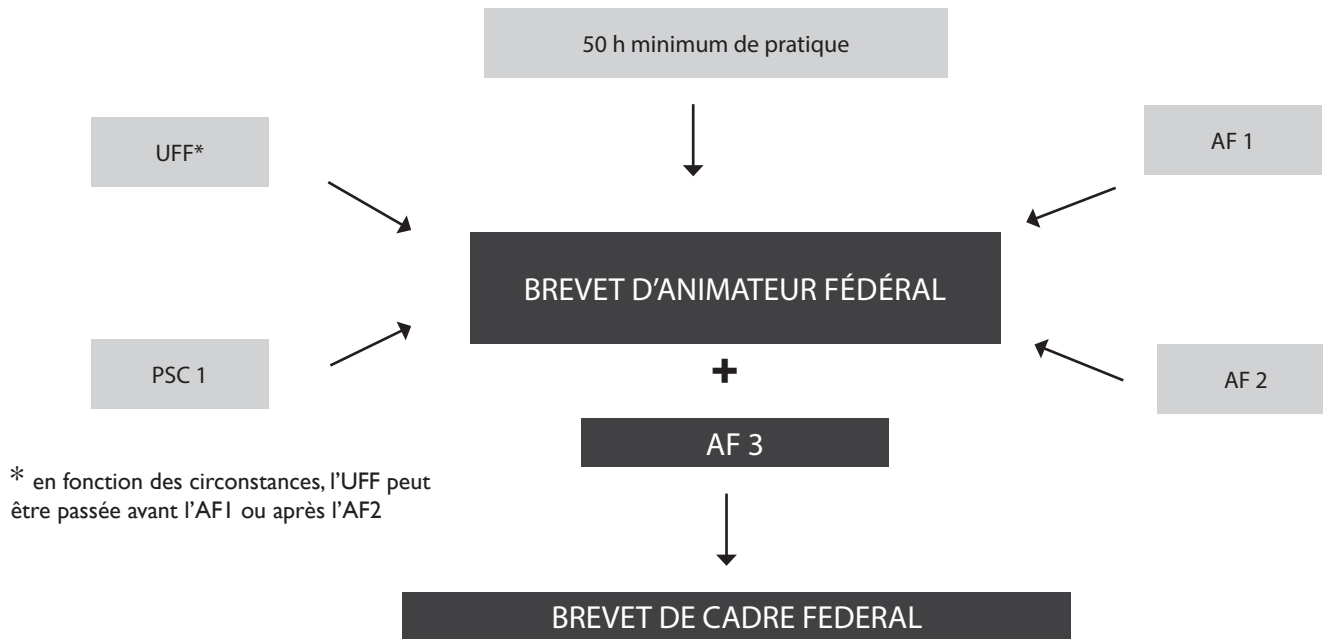 50 h minimum de pratique
UFF*
AF 1
BREVET D'ANIMATEUR FÉDÉRAL
PSC 1
+
AF 2
AF 3
* en fonction des circonstances, l'UFF peut
être passée avant l'AF1 ou après l'AF2
BREVET DE CADRE FEDERAL